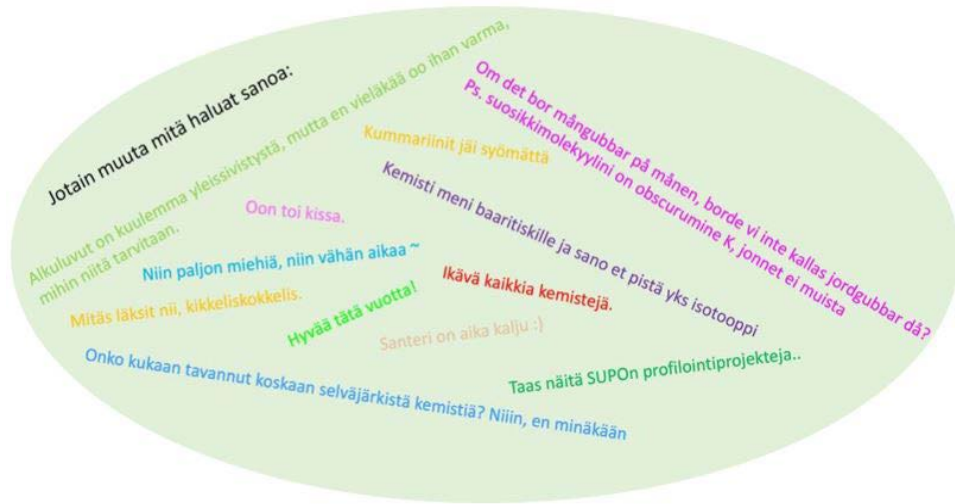 Jotain muuta mitä haluat sanoa:
Alkuluvut on kuulemma yleissivistystä, mutta en vieläkää oo ihan varma,
mihin niitä tarvitaan.
Om det bor mångubbar på månen, borde vi inte kallas jordgubbar då?
Ps. suosikkimolekyylini on obscurumine K, jonnet ei muista
Kummariinit jäi syömättä
Kemisti meni baaritiskille ja sano et pistä yks isotooppi
Oon toi kissa.
Niin paljon miehiä, niin vähän aikaa ~
Ikävä kaikkia kemistejä.
Mitäs läksit nii, kikkeliskokkelis.
Hyvää tätä vuotta!
Santeri on aika kalju :)
Onko kukaan tavannut koskaan selväjärkistä kemistiä? Niiin, en minäkään
Taas näitä SUPOn profilointiprojekteja..